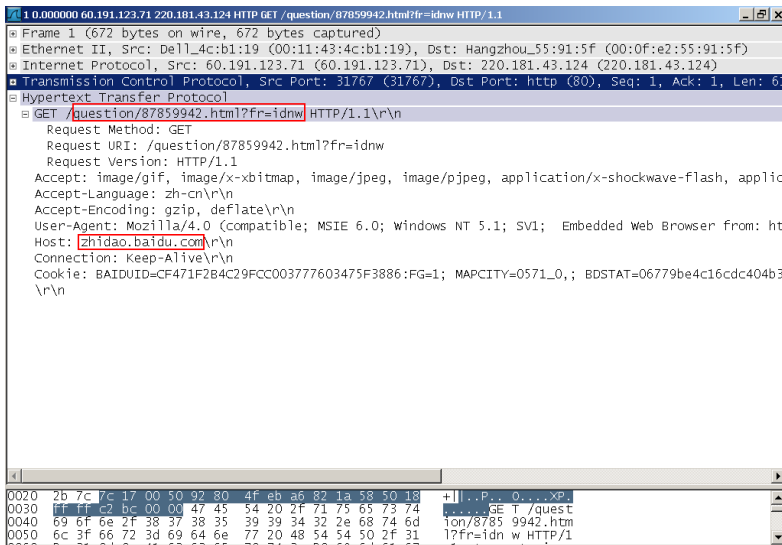 1 0.000000 60.191.123.71 220.181.43.124 HTTP GET /question/87859942.html?fr=idnw HTTP/1.1
Frame 1 (672 bytes on wire, 672 bytes captured)
Ethernet II, Src: Dell_4c:b1:19 (00:11:43:4c:b1:19), Dst: Hangzhou_55:91:5f (00:0f:e2:55:91:5f)
Internet Protocol, Src: 60.191.123.71 (60.191.123.71), Dst: 220.181.43.124 (220.181.43.124)
Transmission Control Protocol, Src Port: 31767 (31767), Dst Port: http (80), Seq: 1, Ack: 1, Len: 6
Hypertext Transfer Protocol
GET /question/87859942.html?fr=idnw HTTP/1.1\r\n
Request Method: GET
Request URI: /question/87859942.html?fr=idnw
Request Version: HTTP/1.1
Accept: image/gif, image/x-xbitmap, image/jpeg, image/pjpeg, application/x-shockwave-flash, applic
Accept-Language: zh-cn\r\n
Accept-Encoding: gzip, deflate\r\n
User-Agent: Mozilla/4.0 (compatible; MSIE 6.0; Windows NT 5.1; SV1; Embedded Web Browser from: ht
Host: zhidao.baidu.com\r\n
Connection: Keep-Alive\r\n
Cookie: BAIDUID=CF471F2B4C29FCC003777603475F3886:FG=1; MAPCITY=0571_0,; BDSTAT=06779be4c16cdc404b3
\r\n
0020 2b 7c 7c 17 00 50 92 80 4f eb a6 82 1a 58 50 18 +||..P.. O....XP.
0030 ff ff c2 bc 00 00 47 45 54 20 2f 71 75 65 73 74 ......GE T /quest
0040 69 6f 6e 2f 38 37 38 35 39 39 34 32 2e 68 74 6d ion/8785 9942.htm
0050 6c 3f 66 72 3d 69 64 6e 77 20 48 54 54 50 2f 31 l?fr=idn w HTTP/1